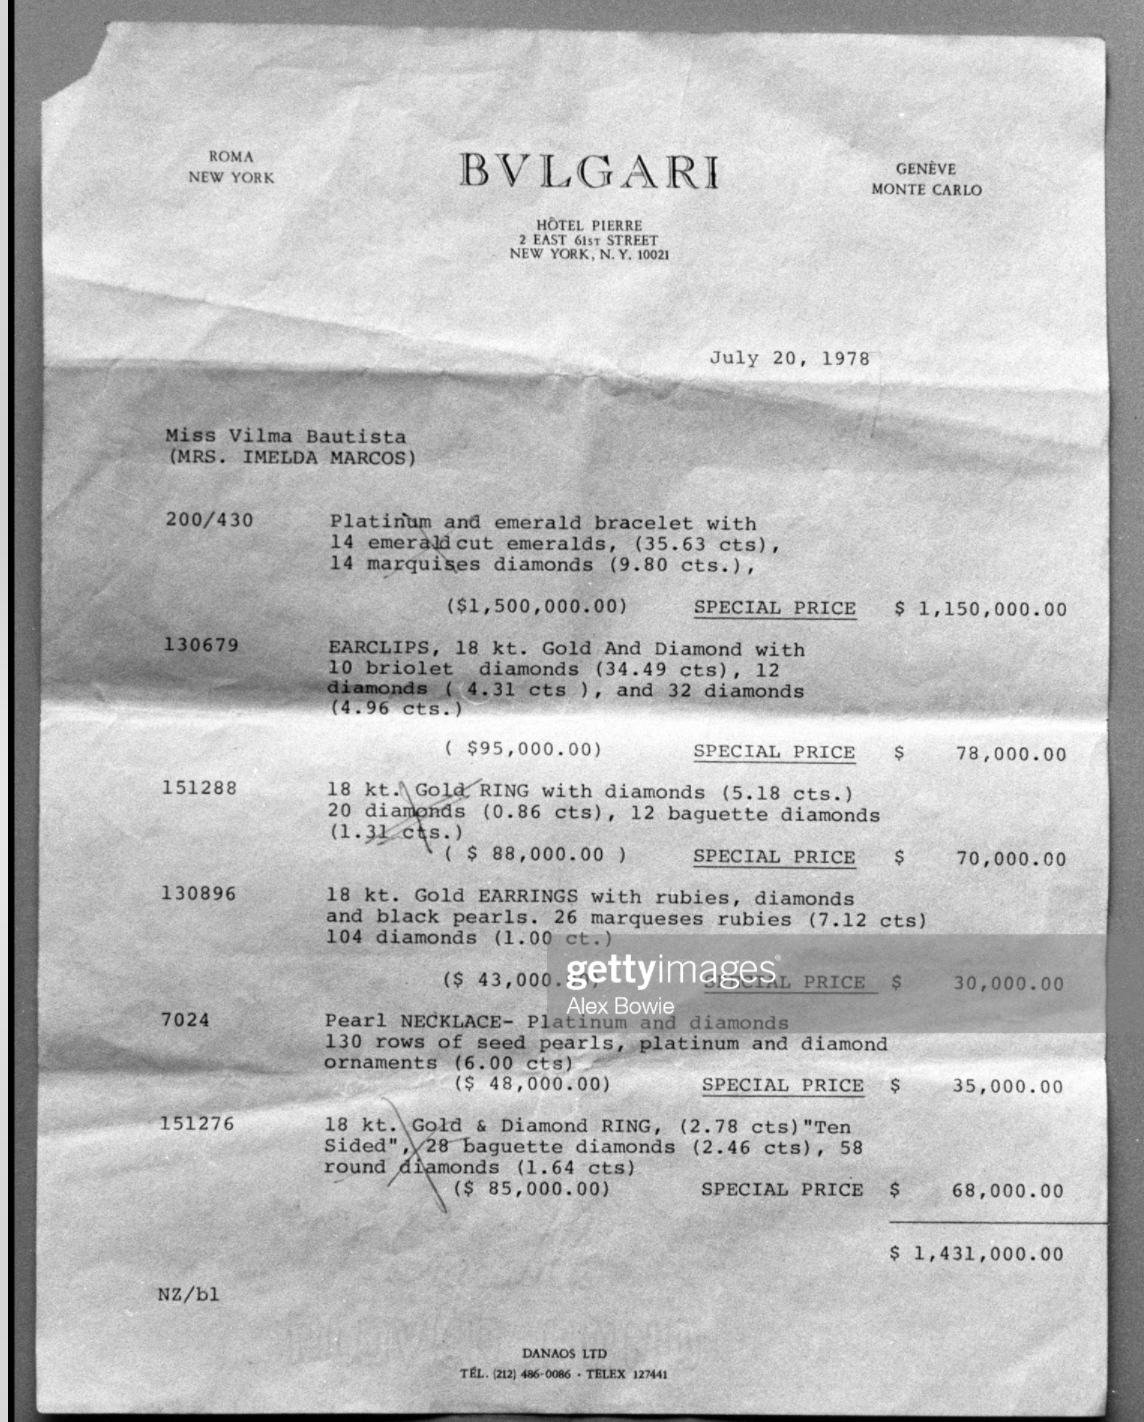 ROMA
NEW YORK
BVLGARI
GENÈVE
MONTE CARLO
HÔTEL PIERRE
2 EAST 61ST STREET
NEW YORK, N. Y. 10021
July 20, 1978
Miss Vilma Bautista
(MRS. IMELDA MARCOS)
200/430 Platinum and emerald bracelet with
14 emerald cut emeralds, (35.63 cts),
14 marquises diamonds (9.80 cts.),
($1,500,000.00) SPECIAL PRICE $ 1,150,000.00
130679 EARCLIPS, 18 kt. Gold And Diamond with
10 briolet diamonds (34.49 cts), 12
diamonds ( 4.31 cts ), and 32 diamonds
(4.96 cts.)
( $95,000.00) SPECIAL PRICE $ 78,000.00
151288 18 kt. Gold RING with diamonds (5.18 cts.)
20 diamonds (0.86 cts), 12 baguette diamonds
(1.31 cts.)
( $ 88,000.00 ) SPECIAL PRICE $ 70,000.00
130896 18 kt. Gold EARRINGS with rubies, diamonds
and black pearls. 26 marqueses rubies (7.12 cts)
104 diamonds (1.00 ct.)
($ 43,000. SPECIAL PRICE $ 30,000.00
gettyimages
Alex Bowie
7024 Pearl NECKLACE- Platinum and diamonds
130 rows of seed pearls, platinum and diamond
ornaments (6.00 cts)
($ 48,000.00) SPECIAL PRICE $ 35,000.00
151276 18 kt. Gold & Diamond RING, (2.78 cts)"Ten
Sided", 28 baguette diamonds (2.46 cts), 58
round diamonds (1.64 cts)
($ 85,000.00) SPECIAL PRICE $ 68,000.00
$ 1,431,000.00
NZ/bl
DANAOS LTD
TÉL. (212) 486-0086 · TELEX 127441